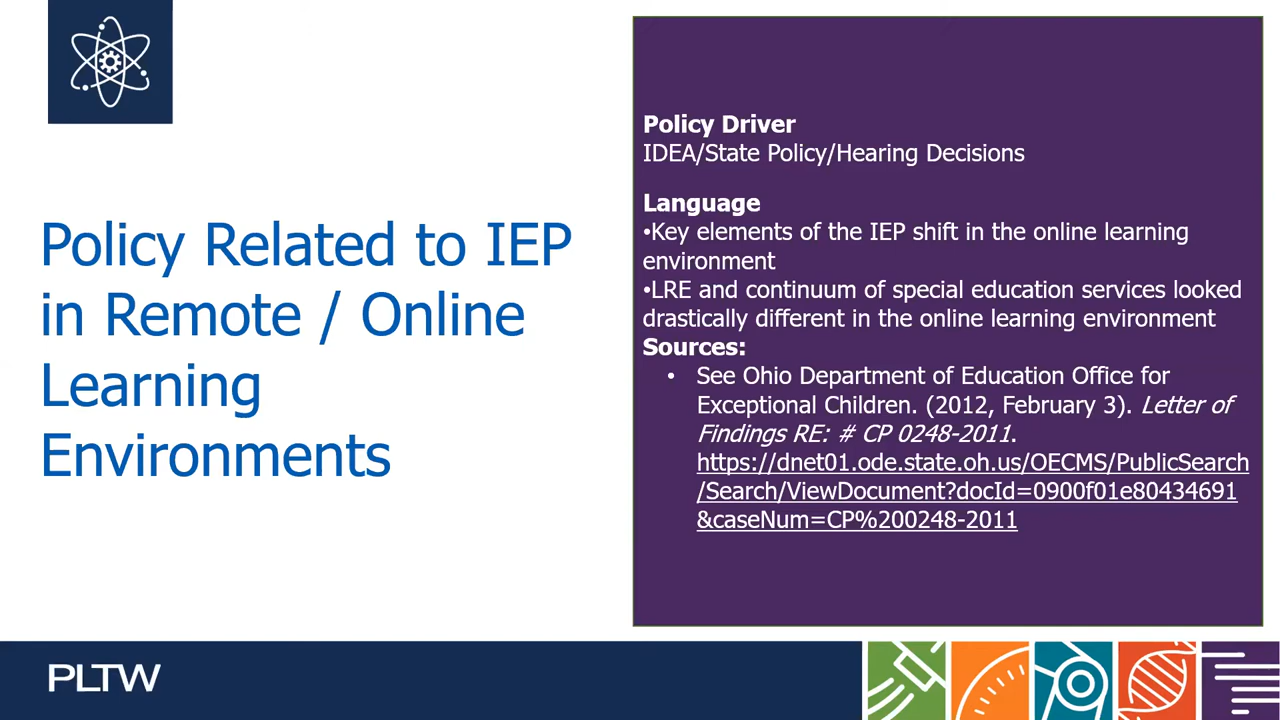 Policy Related to IEP
in Remote / Online
Learning
Environments
Policy Driver
IDEA/State Policy/Hearing Decisions
Language
•Key elements of the IEP shift in the online learning
environment
•LRE and continuum of special education services looked
drastically different in the online learning environment
Sources:
• See Ohio Department of Education Office for
Exceptional Children. (2012, February 3). Letter of
Findings RE: # CP 0248-2011.
https://dnet01.ode.state.oh.us/OECMS/PublicSearch
/Search/ViewDocument?docId=0900f01e80434691
&caseNum=CP%200248-2011
PLTW